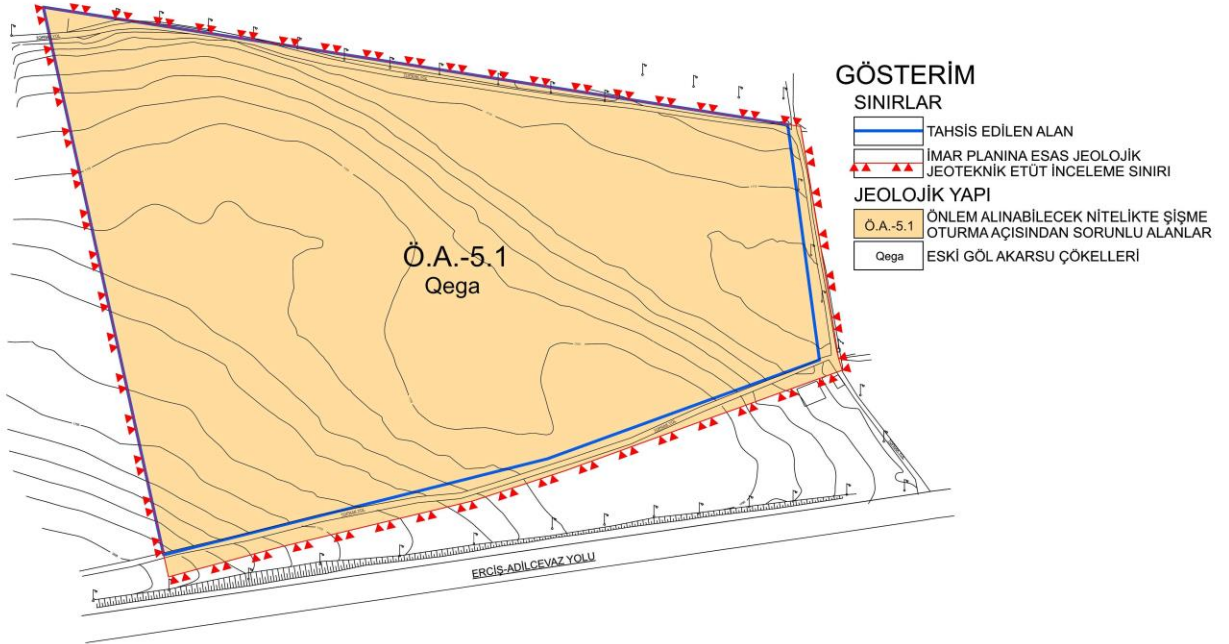 GÖSTERİM
SINIRLAR
TAHSİS EDİLEN ALAN
İMAR PLANINA ESAS JEOLOJİK
JEOTEKNİK ETÜT İNCELEME SINIRI
JEOLOJİK YAPI
Ö.A.-5.1
ÖNLEM ALINABİLECEK NİTELİKTE ŞİŞME
OTURMA AÇISINDAN SORUNLU ALANLAR
Qega
ESKİ GÖL AKARSU ÇÖKELLERİ
Ö.A.-5.1
Qega
ERCİŞ-ADİLCEVAZ YOLU